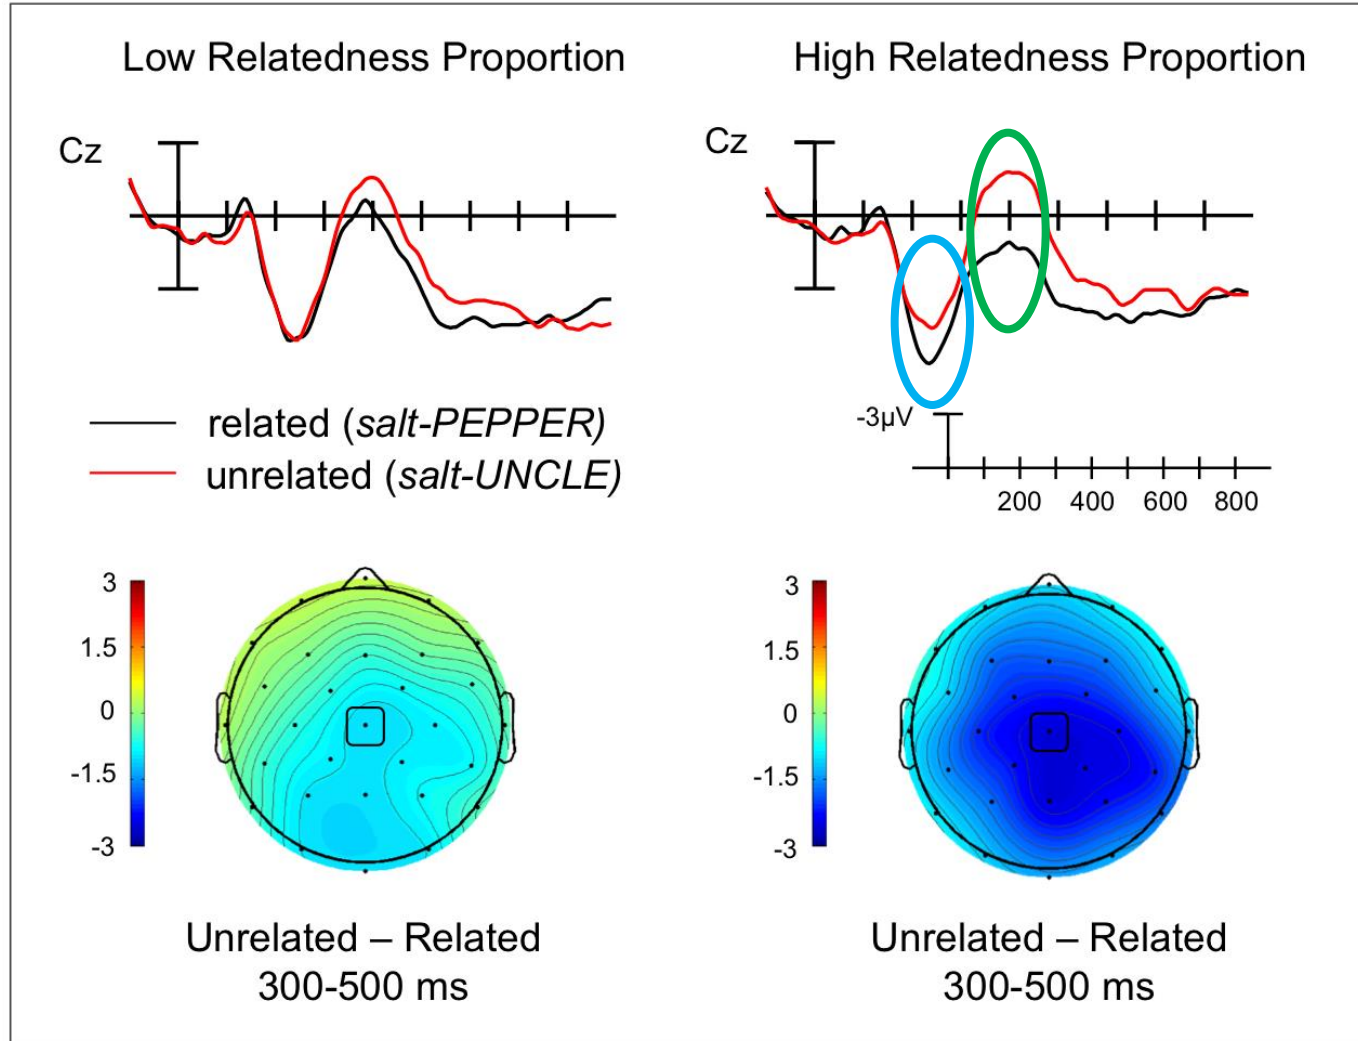 Low Relatedness Proportion
High Relatedness Proportion
Cz
Cz
related (salt-PEPPER)
unrelated (salt-UNCLE)
-3µV
200 400 600 800
3
1.5
0
-1.5
-3
3
1.5
0
-1.5
-3
Unrelated – Related
300-500 ms
Unrelated – Related
300-500 ms